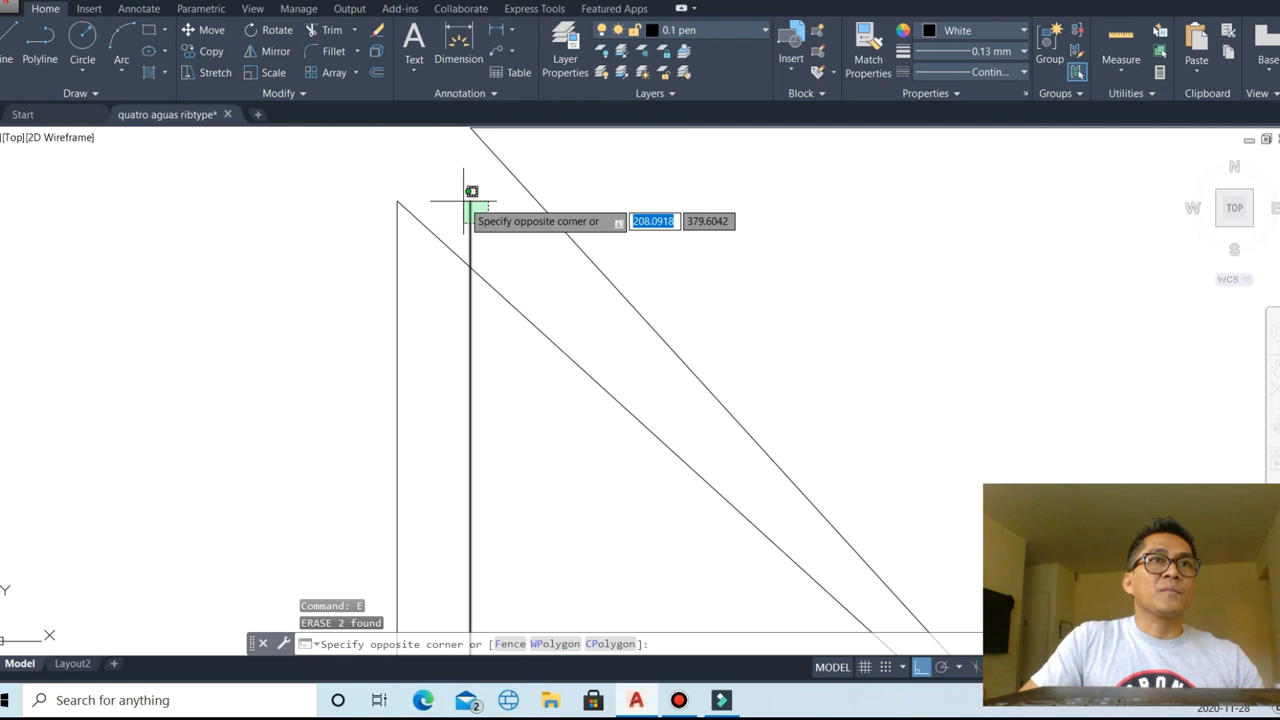 Home Insert Annotate Parametric View Manage Output Add-ins Collaborate Express Tools Featured Apps
Move Rotate Trim 0.1 pen White
Polyline Circle Arc Copy Mirror Fillet Text Dimension Layer Properties Insert Match Properties 0.13 mm Group Measure Paste Base
Stretch Scale Array Table Contin...
Draw Modify Annotation Layers Block Properties Groups Utilities Clipboard View
Start quatro aguas ribtype*
[Top][2D Wireframe]
N
W TOP E
S
WCS
Specify opposite corner or 208.0918 379.6042
Command: E
ERASE 2 found
Specify opposite corner or [Fence WPolygon CPolygon]:
Y
X
Model Layout2 MODEL
Search for anything 2
2020-11-28